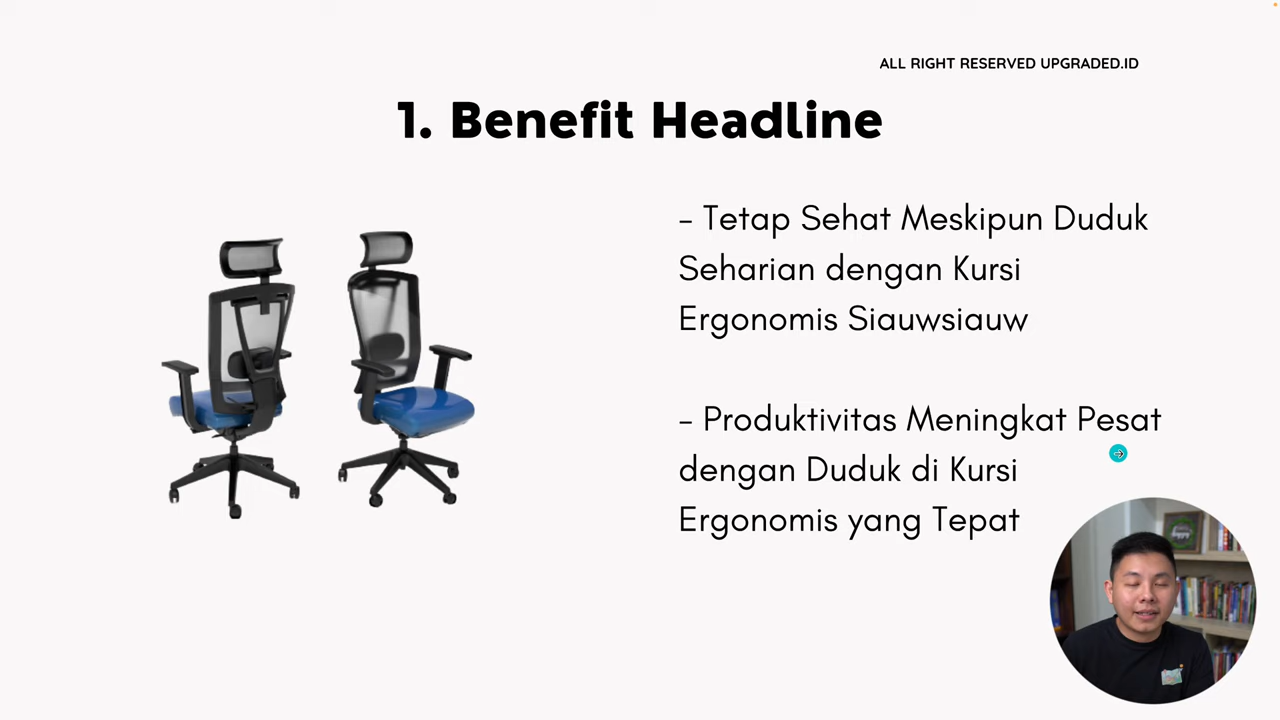 ALL RIGHT RESERVED UPGRADED.ID
1. Benefit Headline
- Tetap Sehat Meskipun Duduk
Seharian dengan Kursi
Ergonomis Siauwsiauw
- Produktivitas Meningkat Pesat
dengan Duduk di Kursi
Ergonomis yang Tepat